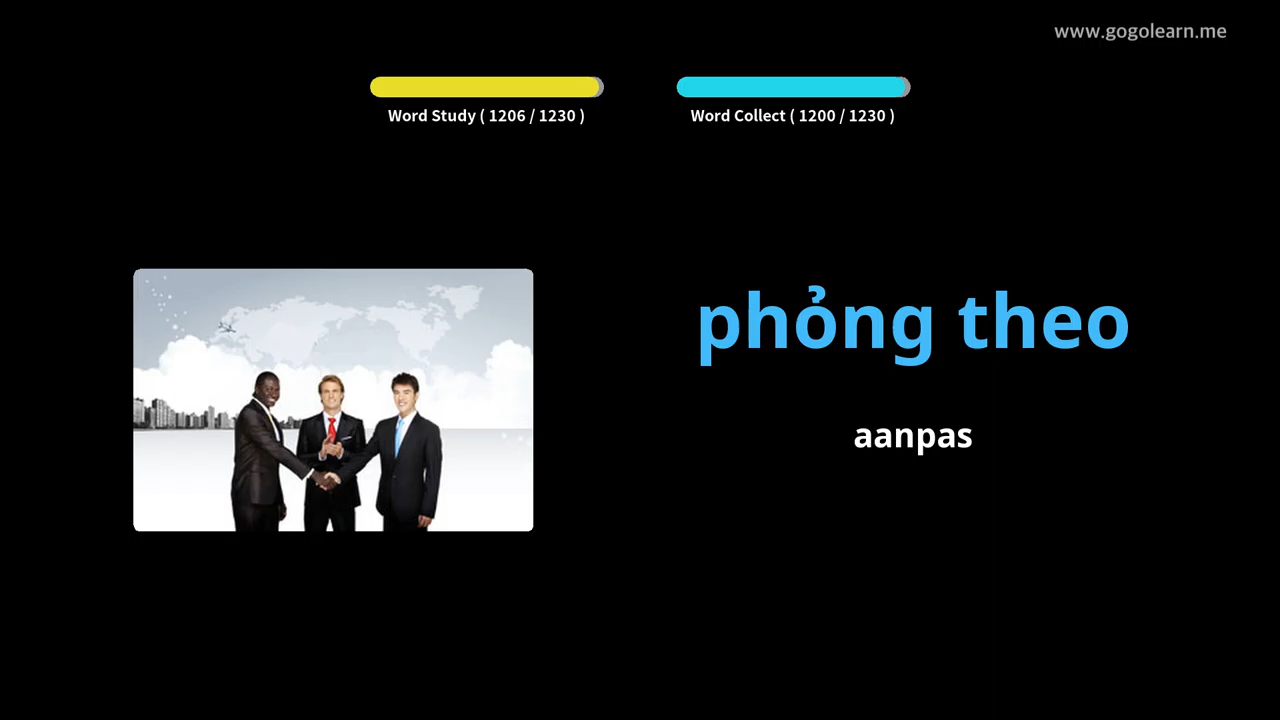 www.gogolearn.me
Word Study ( 1206 / 1230 )
Word Collect ( 1200 / 1230 )
phỏng theo
aanpas